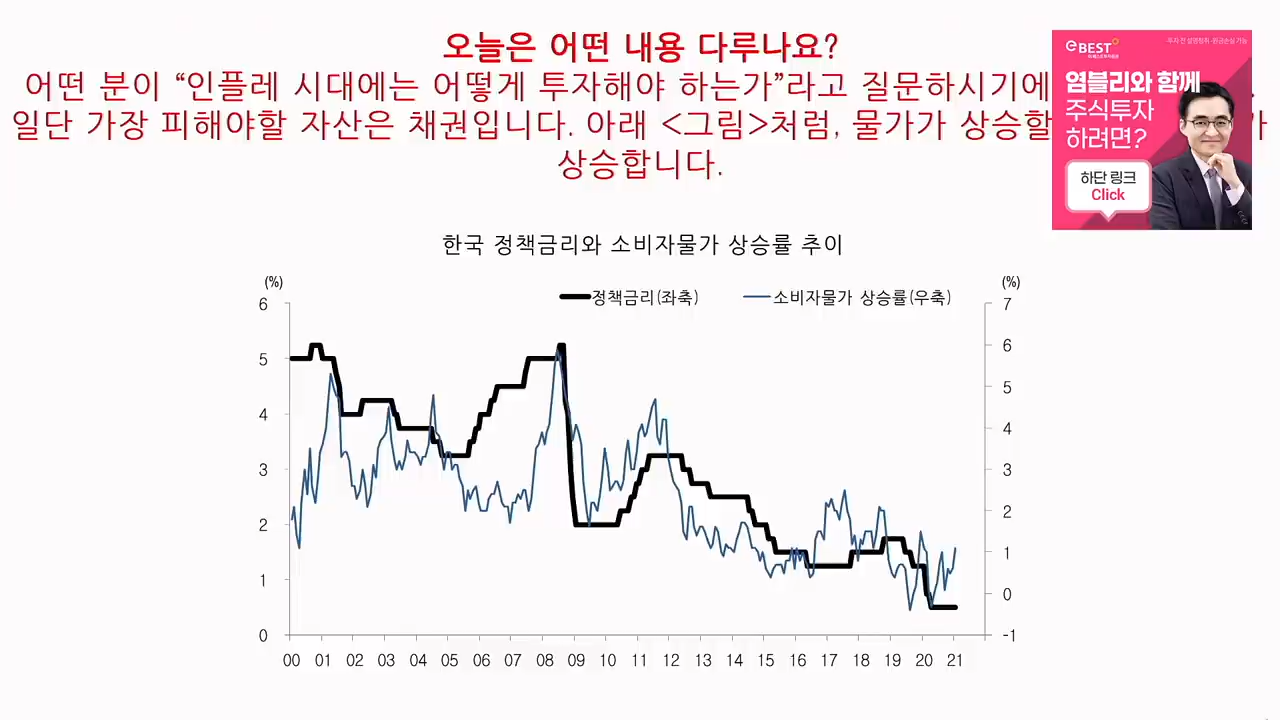 오늘은 어떤 내용 다루나요?
어떤 분이 “인플레 시대에는 어떻게 투자해야 하는가”라고 질문하시기에
일단 가장 피해야할 자산은 채권입니다. 아래 <그림>처럼, 물가가 상승할 가
상승합니다.
eBEST
투자 전 설명청취·원금손실 가능
염블리와 함께
주식투자
하려면?
하단 링크
Click
한국 정책금리와 소비자물가 상승률 추이
(%) (%)
정책금리(좌축) 소비자물가 상승률(우축)
6 7
5 6
4 5
3 4
2 3
1 2
0 1
0
-1
00 01 02 03 04 05 06 07 08 09 10 11 12 13 14 15 16 17 18 19 20 21